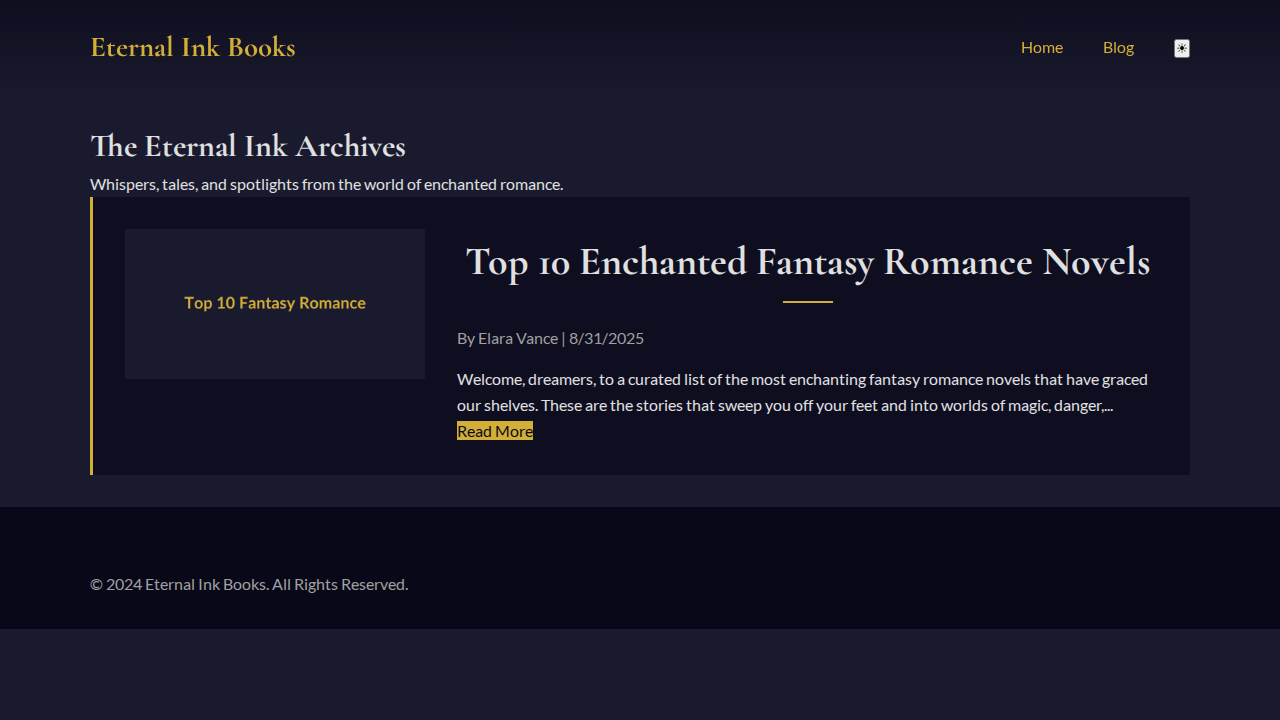 Eternal Ink Books
Home
Blog
☀
The Eternal Ink Archives
Whispers, tales, and spotlights from the world of enchanted romance.
Top 10 Fantasy Romance
Top 10 Enchanted Fantasy Romance Novels
By Elara Vance | 8/31/2025
Welcome, dreamers, to a curated list of the most enchanting fantasy romance novels that have graced
our shelves. These are the stories that sweep you off your feet and into worlds of magic, danger,...
Read More
© 2024 Eternal Ink Books. All Rights Reserved.